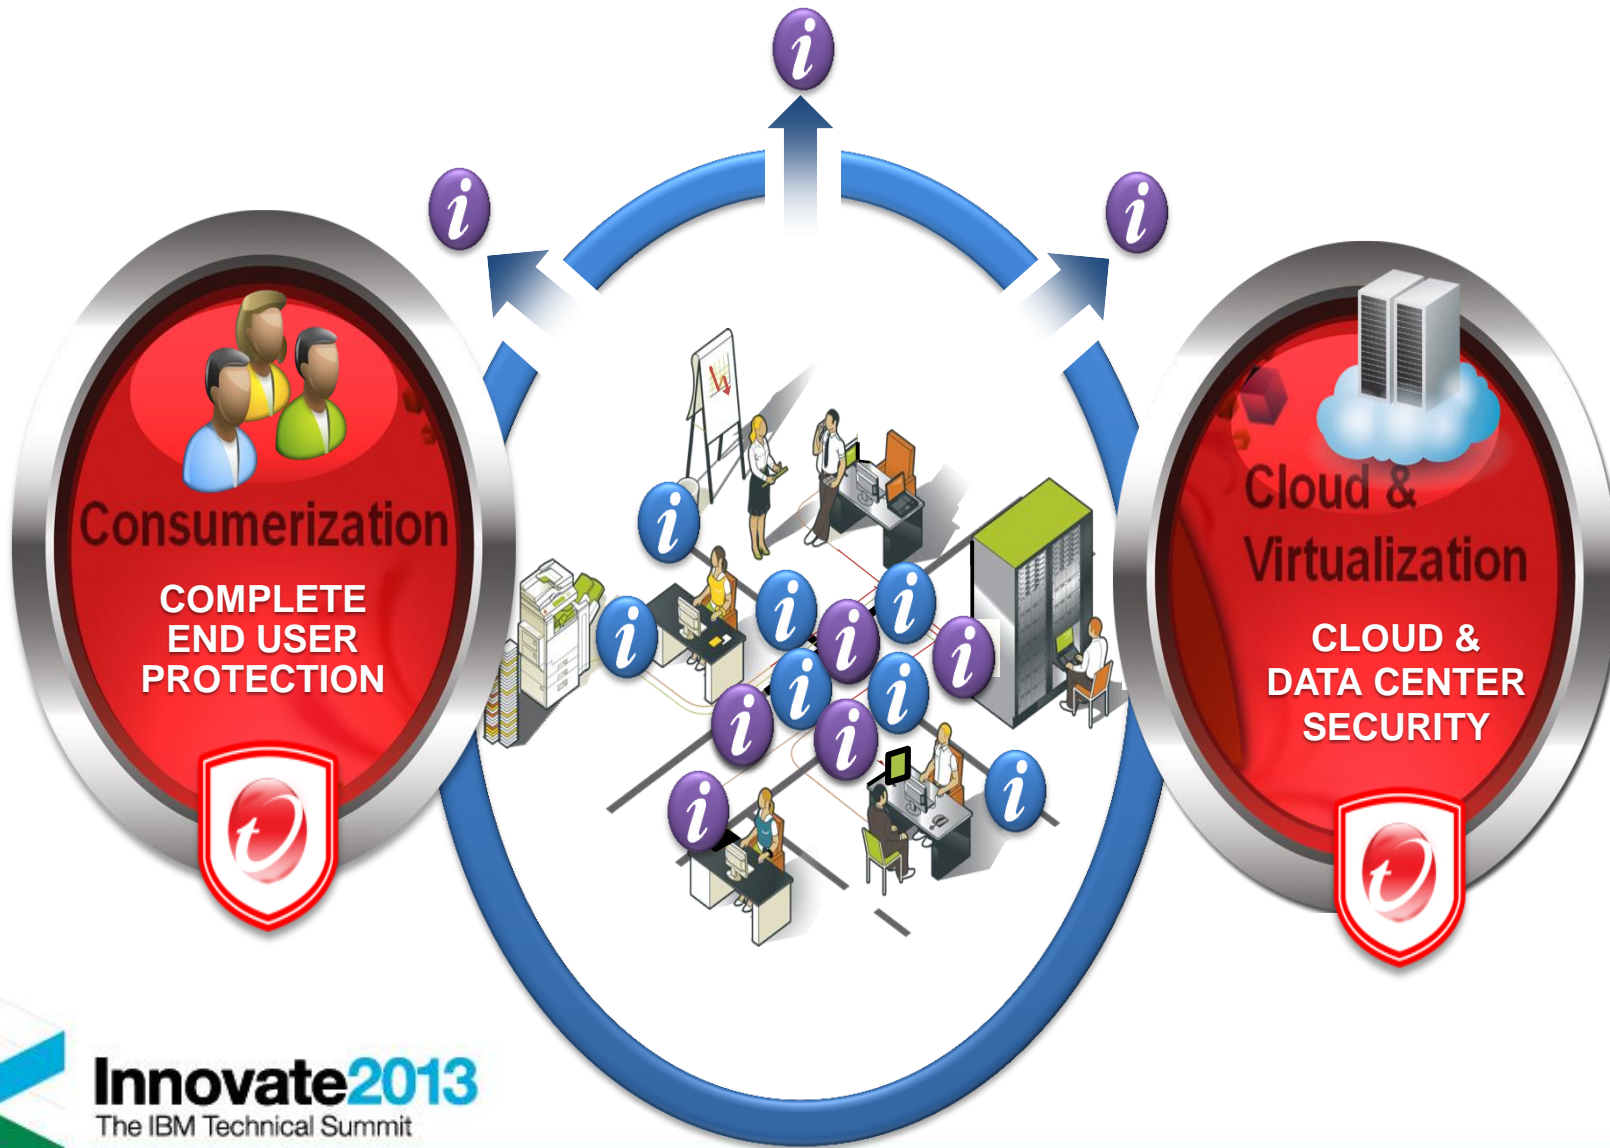 i
i
i
Consumerization
COMPLETE
END USER
PROTECTION
Cloud &
Virtualization
CLOUD &
DATA CENTER
SECURITY
i
i
i
i
i
i
i
i
i
i
i
i
t
t
Innovate2013
The IBM Technical Summit